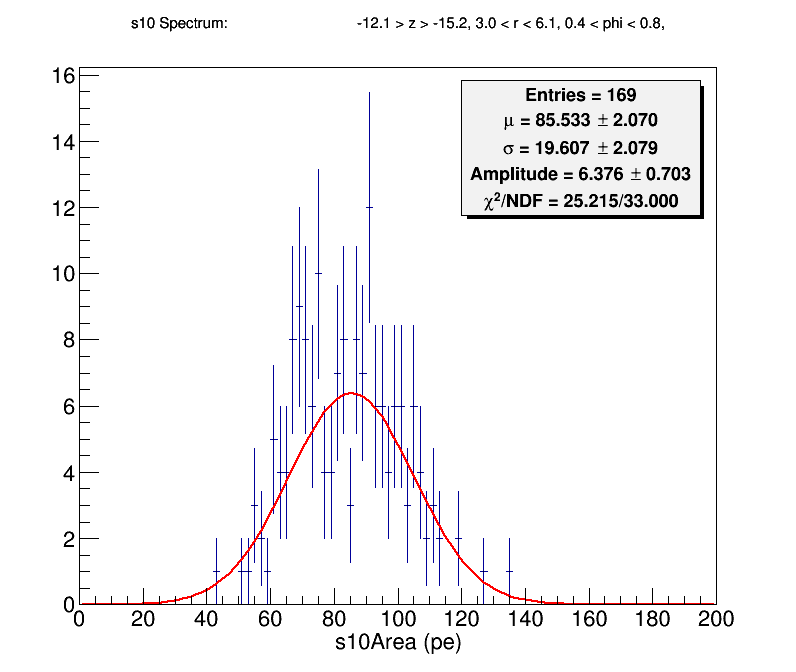 s10 Spectrum: -12.1 > z > -15.2, 3.0 < r < 6.1, 0.4 < phi < 0.8,
Entries = 169
μ = 85.533 ± 2.070
σ = 19.607 ± 2.079
Amplitude = 6.376 ± 0.703
χ²/NDF = 25.215/33.000
16
14
12
10
8
6
4
2
0
0 20 40 60 80 100 120 140 160 180 200
s10Area (pe)